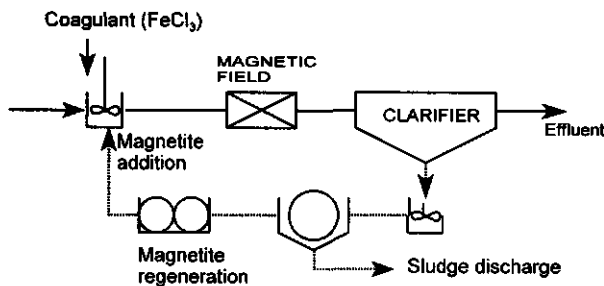 Coagulant (FeCl₃)
MAGNETIC
FIELD
CLARIFIER
Effluent
Magnetite
addition
Magnetite
regeneration
Sludge discharge